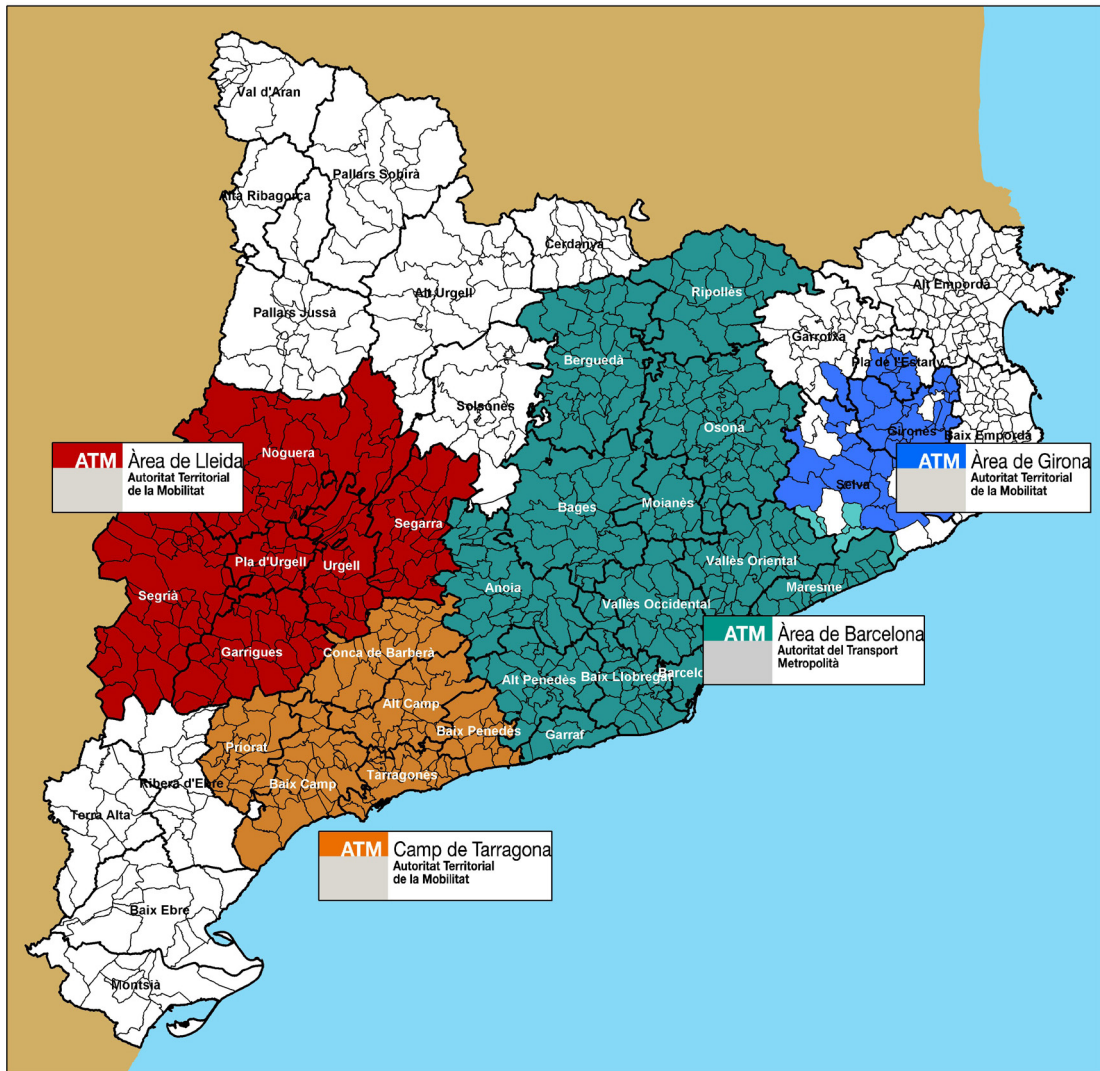 Val d'Aran
Pallars Sobirà
Alta Ribagorça
Cerdanya
Ripollès
Alt Empordà
Alt Urgell
Pallars Jussà
Garrotxa
Pla de l'Estany
Berguedà
Solsonès
Osona
Gironès
Baix Empordà
Noguera
ATM Àrea de Lleida
Autoritat Territorial
de la Mobilitat
ATM Àrea de Girona
Autoritat Territorial
de la Mobilitat
Selva
Bages
Moianès
Segarra
Pla d'Urgell
Urgell
Vallès Oriental
Anoia
Maresme
Segrià
Vallès Occidental
ATM Àrea de Barcelona
Autoritat del Transport
Metropolità
Garrigues
Conca de Barberà
Alt Penedès
Baix Llobregat
Barcelo
Alt Camp
Baix Penedès
Garraf
Priorat
Tarragonès
Ribera d'Ebre
Baix Camp
Terra Alta
ATM Camp de Tarragona
Autoritat Territorial
de la Mobilitat
Baix Ebre
Montsià